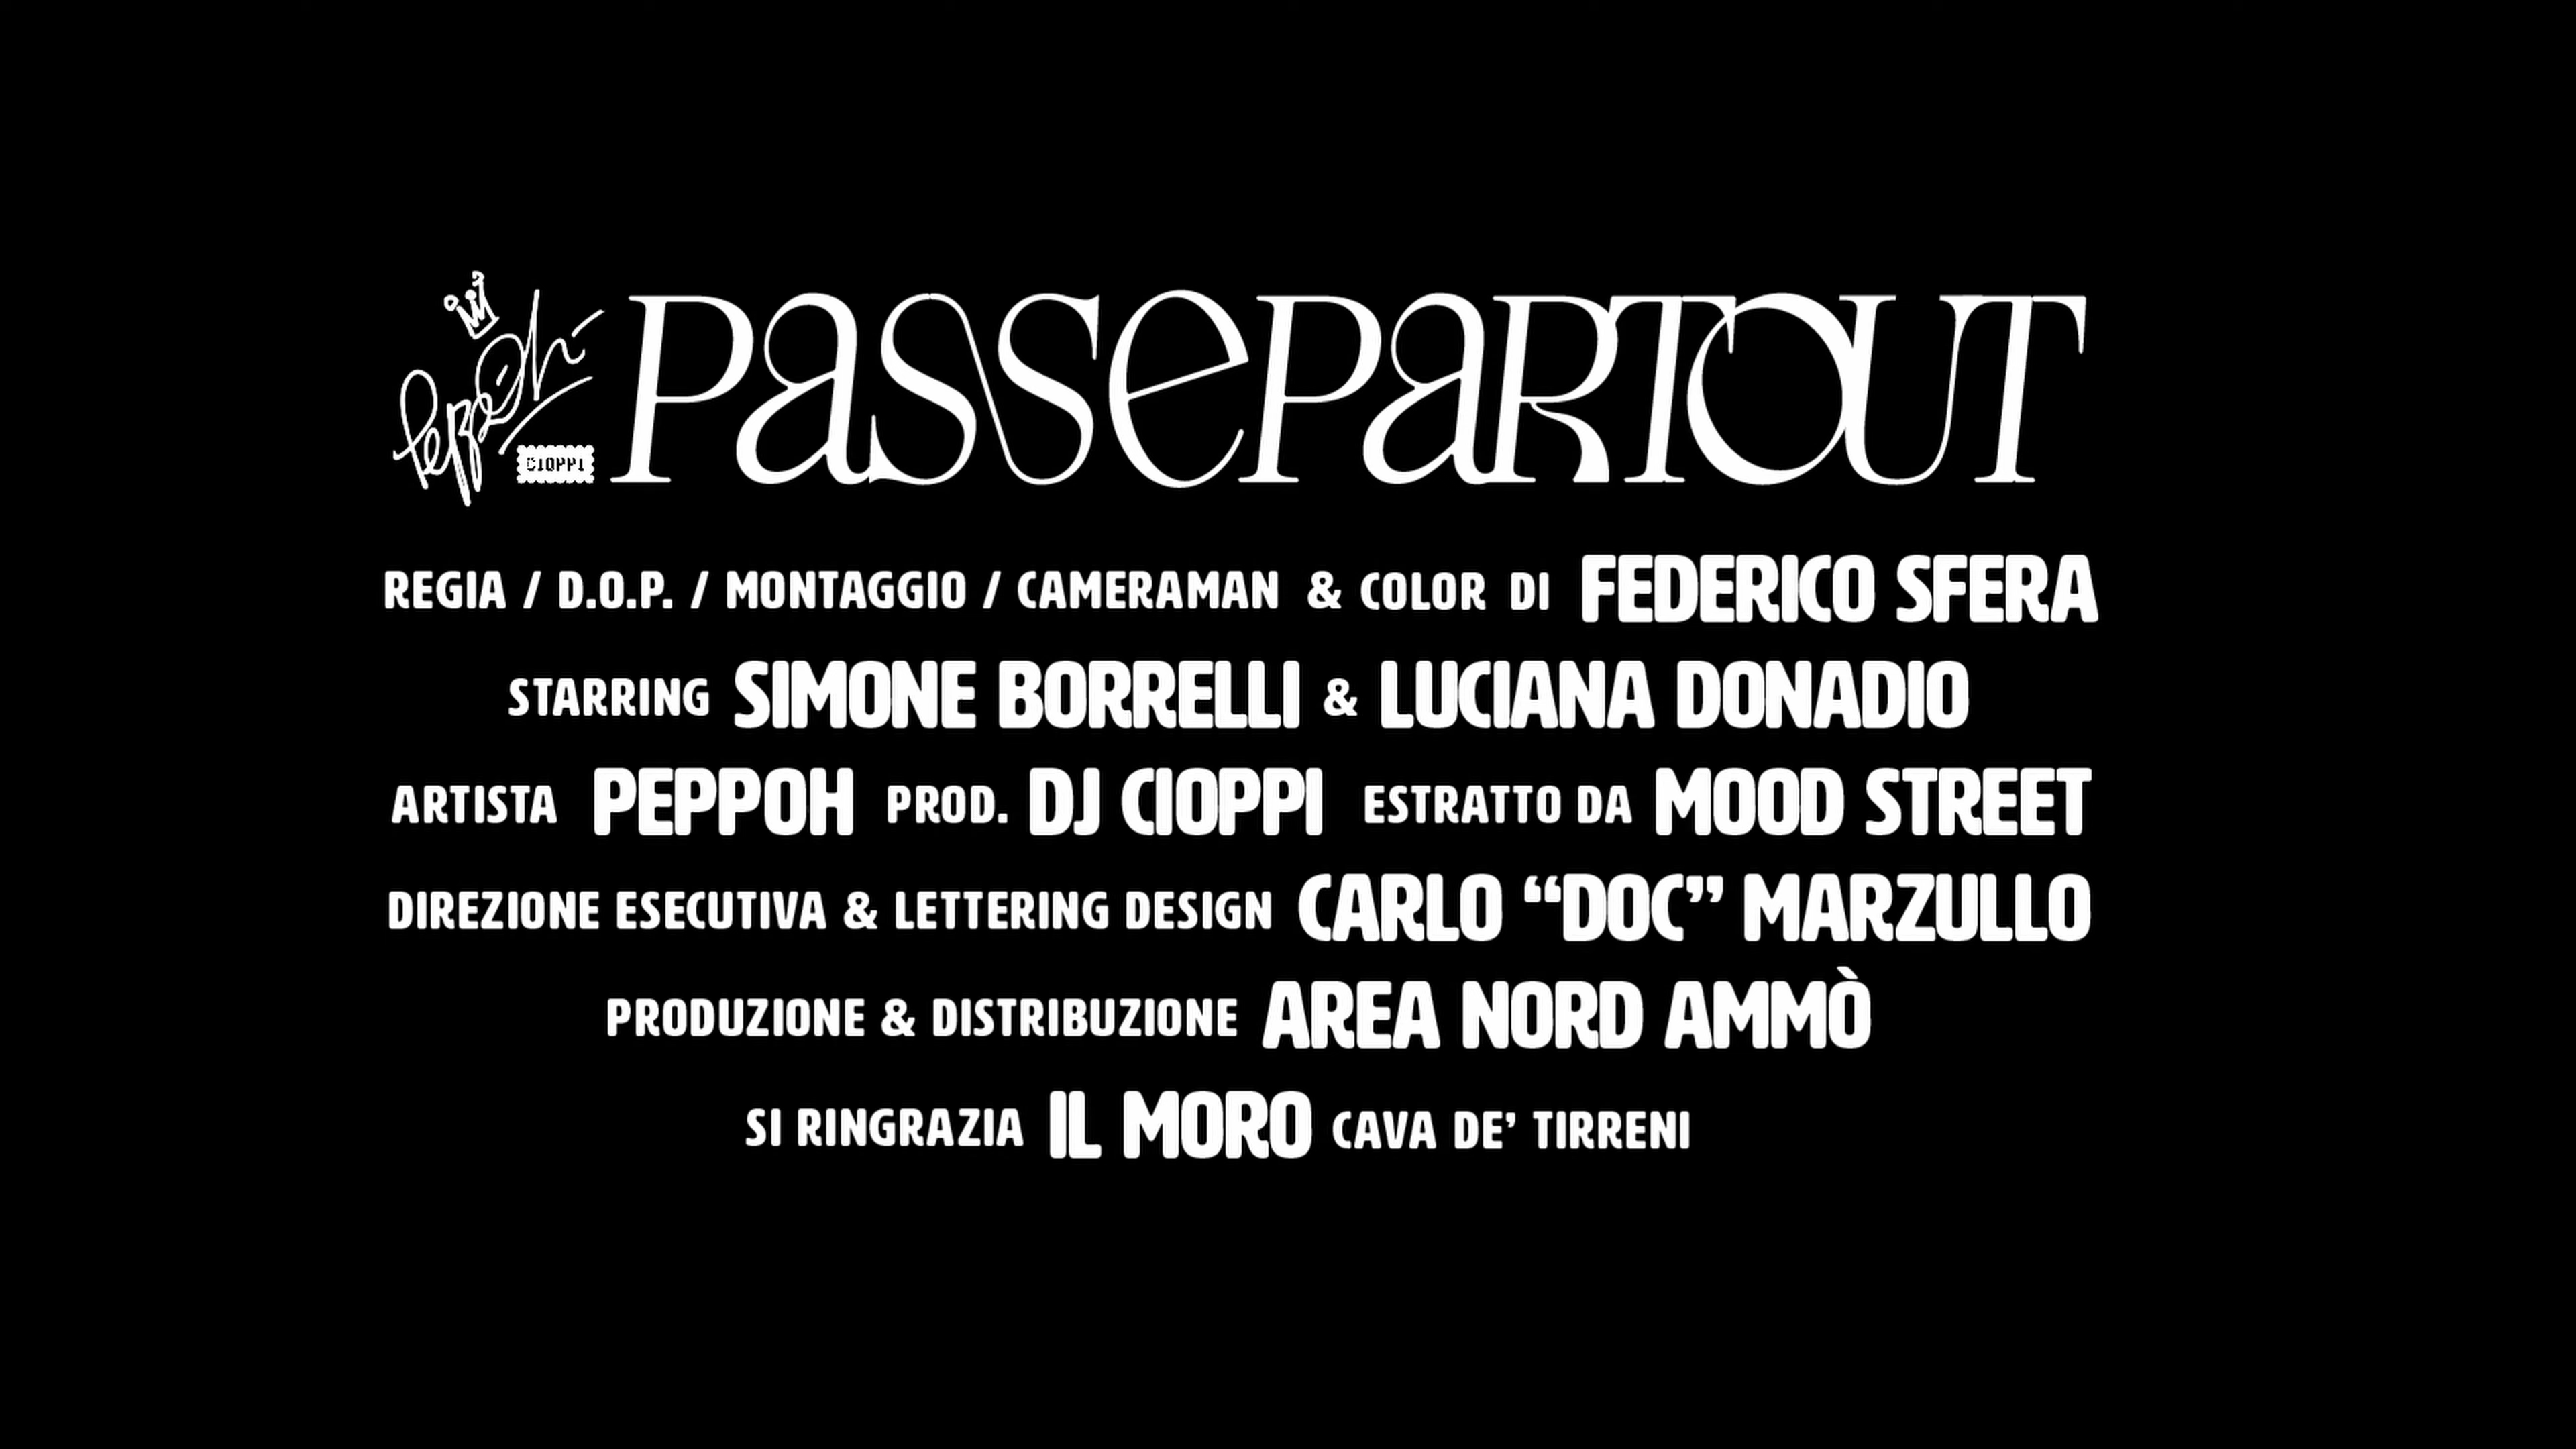 Peppoh
CIOPPI
PassePaRTOUT
REGIA / D.O.P. / MONTAGGIO / CAMERAMAN & COLOR DI FEDERICO SFERA
STARRING SIMONE BORRELLI & LUCIANA DONADIO
ARTISTA PEPPOH PROD. DJ CIOPPI ESTRATTO DA MOOD STREET
DIREZIONE ESECUTIVA & LETTERING DESIGN CARLO “DOC” MARZULLO
PRODUZIONE & DISTRIBUZIONE AREA NORD AMMÒ
SI RINGRAZIA IL MORO CAVA DE’ TIRRENI